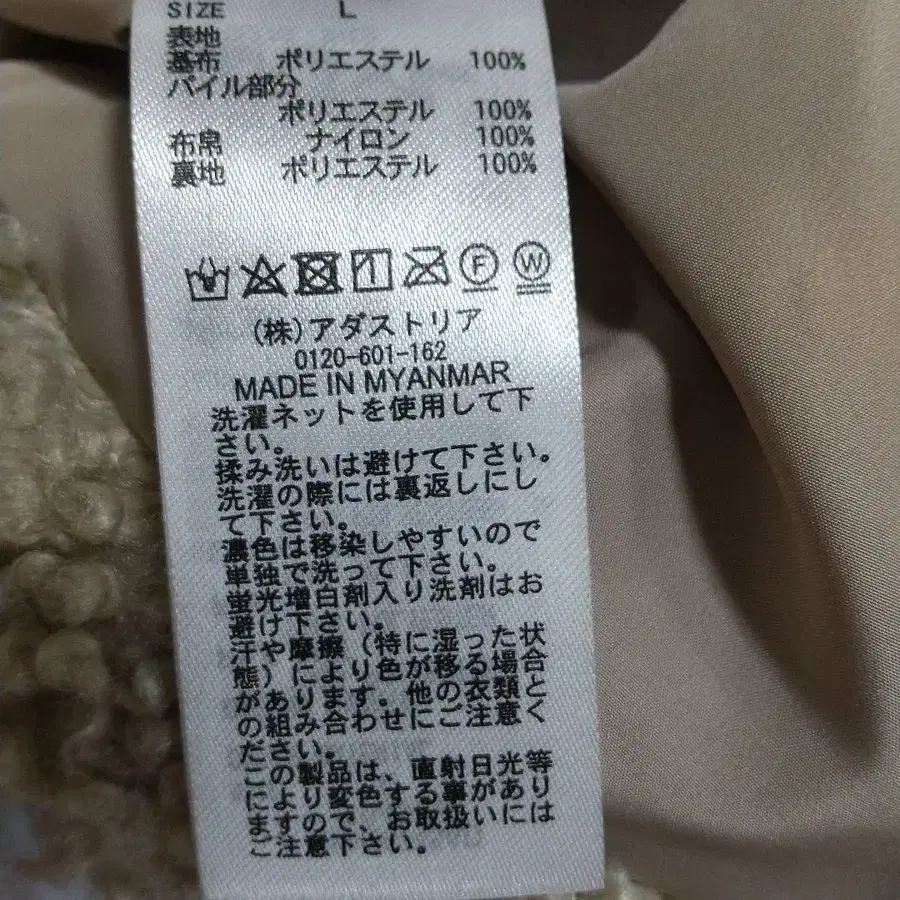 SIZE L
表地
基布 ポリエステル 100%
パイル部分
ポリエステル 100%
布帛 ナイロン 100%
裏地 ポリエステル 100%
F W
(株)アダストリア
0120-601-162
MADE IN MYANMAR
洗濯ネットを使用して下
さい。
揉み洗いは避けて下さい。
洗濯の際には裏返しにし
て下さい。
濃色は移染しやすいので
単独で洗って下さい。
蛍光増白剤入り洗剤はお
避け下さい。
汗や摩擦(特に湿った状
態)により色が移る場合
があります。他の衣類と
の組み合わせにご注意く
ださい。
この製品は、直射日光等
により変色する事があり
ますので、お取扱いには
ご注意下さい。